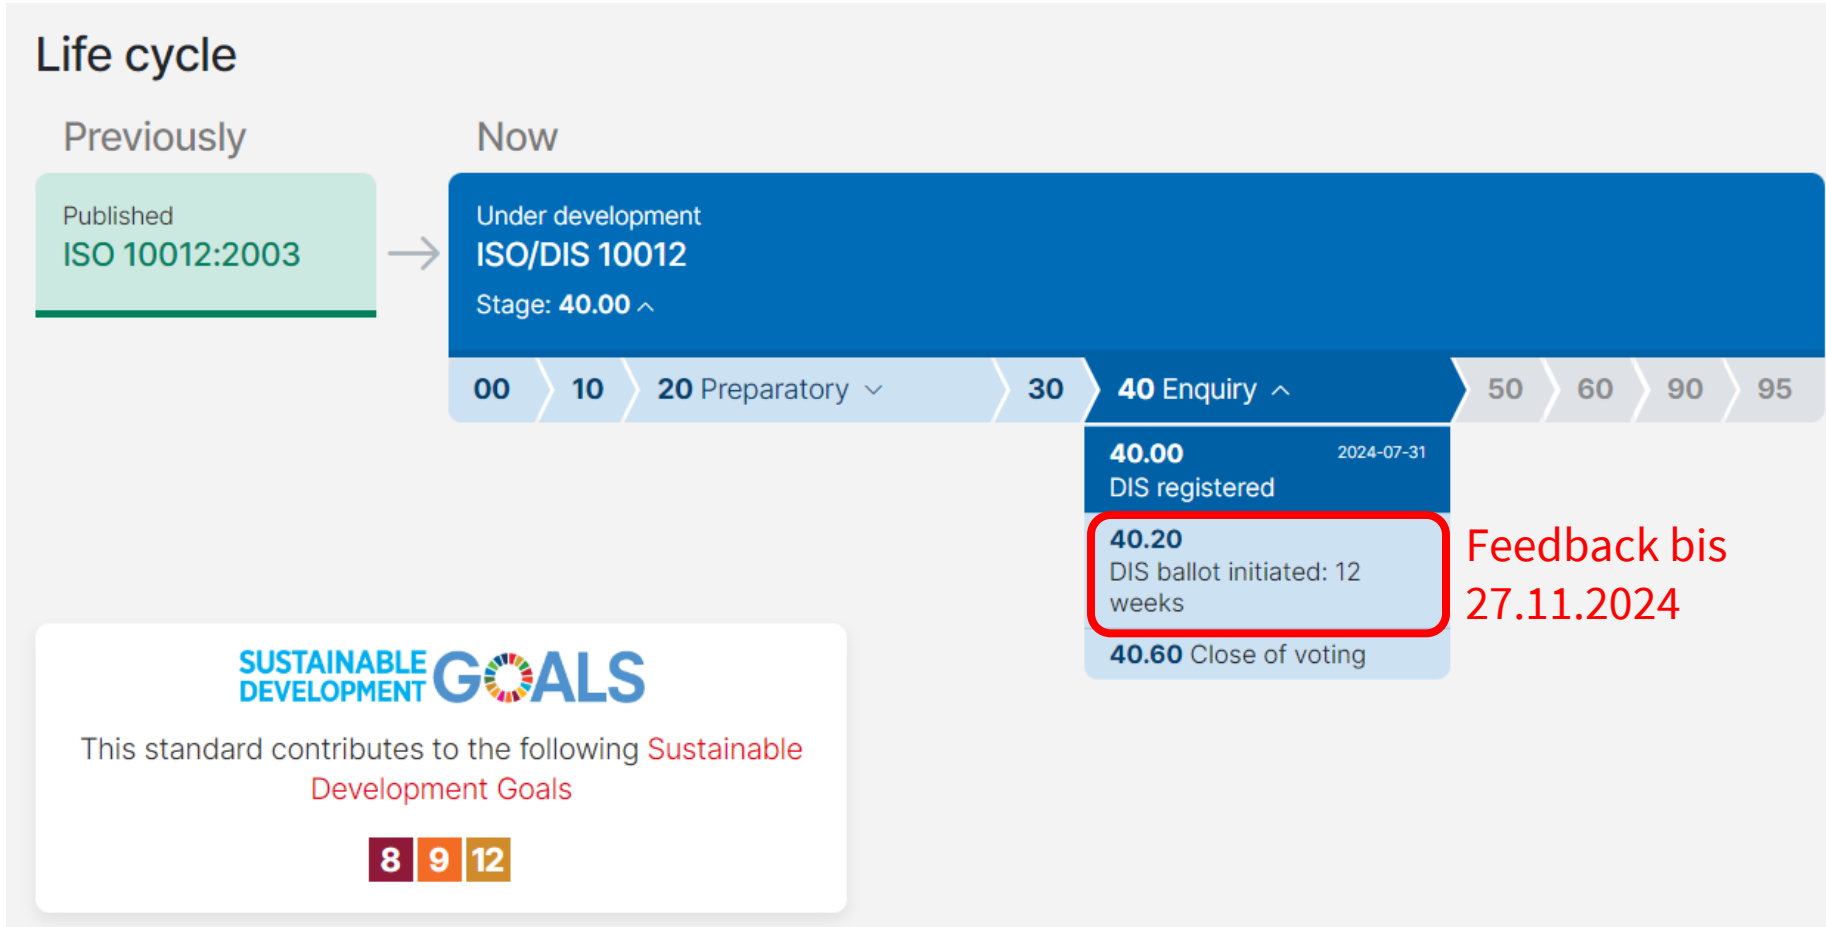 Life cycle
Previously
Now
Published
ISO 10012:2003
Under development
ISO/DIS 10012
Stage: 40.00
00
10
20 Preparatory
30
40 Enquiry
50
60
90
95
40.00
2024-07-31
DIS registered
40.20
DIS ballot initiated: 12
weeks
40.60 Close of voting
Feedback bis
27.11.2024
SUSTAINABLE
DEVELOPMENT
GOALS
This standard contributes to the following Sustainable
Development Goals
8
9
12